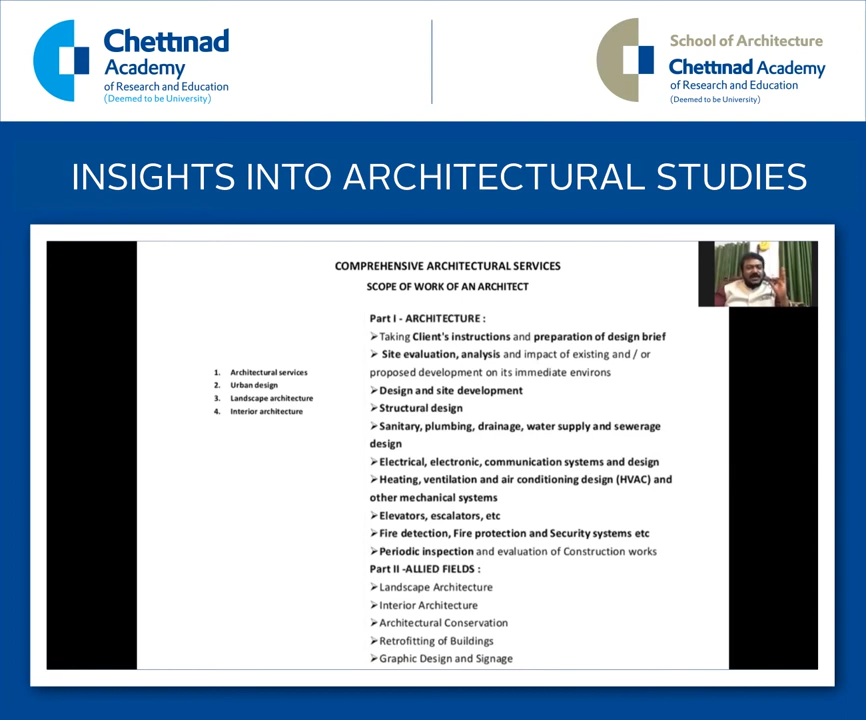 Chettinad
Academy
of Research and Education
(Deemed to be University)
School of Architecture
Chettinad Academy
of Research and Education
(Deemed to be University)
INSIGHTS INTO ARCHITECTURAL STUDIES
COMPREHENSIVE ARCHITECTURAL SERVICES
SCOPE OF WORK OF AN ARCHITECT
1. Architectural services
2. Urban design
3. Landscape architecture
4. Interior architecture
Part I - ARCHITECTURE :
➢Taking Client's instructions and preparation of design brief
➢ Site evaluation, analysis and impact of existing and / or
proposed development on its immediate environs
➢Design and site development
➢Structural design
➢Sanitary, plumbing, drainage, water supply and sewerage
design
➢Electrical, electronic, communication systems and design
➢Heating, ventilation and air conditioning design (HVAC) and
other mechanical systems
➢Elevators, escalators, etc
➢Fire detection, Fire protection and Security systems etc
➢Periodic inspection and evaluation of Construction works
Part II -ALLIED FIELDS :
➢Landscape Architecture
➢Interior Architecture
➢Architectural Conservation
➢Retrofitting of Buildings
➢Graphic Design and Signage